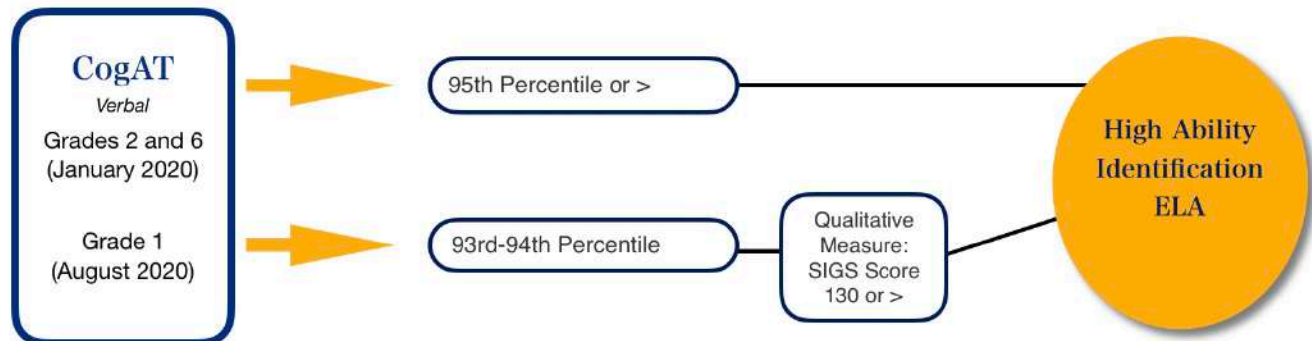 CogAT
Verbal
Grades 2 and 6
(January 2020)
Grade 1
(August 2020)
95th Percentile or >
93rd-94th Percentile
Qualitative
Measure:
SIGS Score
130 or >
High Ability
Identification
ELA